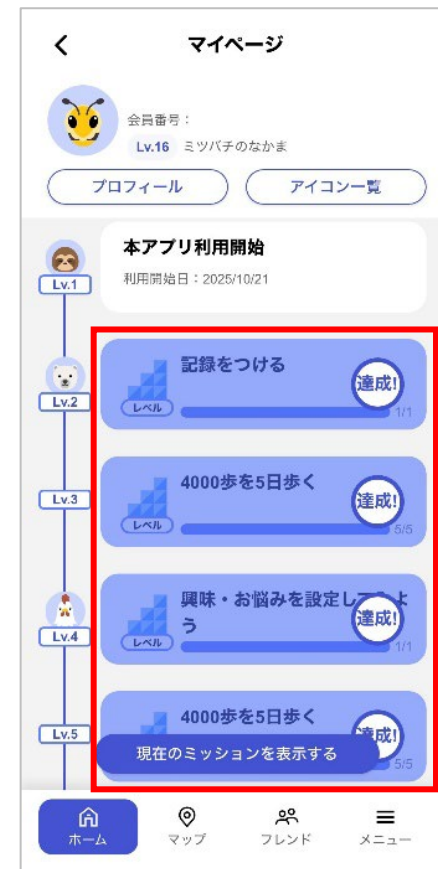 マイページ
会員番号：
Lv.16 ミツバチのなかま
プロフィール
アイコン一覧
Lv.1
本アプリ利用開始
利用開始日：2025/10/21
Lv.2
記録をつける
達成!
レベル
1/1
Lv.3
4000歩を5日歩く
達成!
レベル
5/5
Lv.4
興味・お悩みを設定してみよ
う
達成!
レベル
1/1
Lv.5
4000歩を5日歩く
達成!
5/5
現在のミッションを表示する
ホーム
マップ
フレンド
メニュー